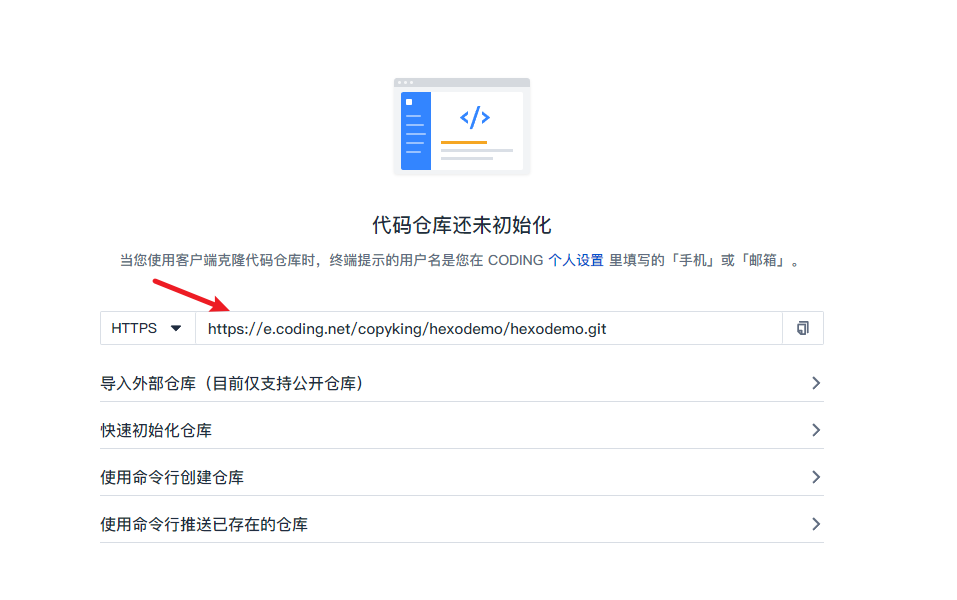 </>
代码仓库还未初始化
当您使用客户端克隆代码仓库时，终端提示的用户名是您在 CODING 个人设置 里填写的「手机」或「邮箱」。
HTTPS https://e.coding.net/copyking/hexodemo/hexodemo.git
导入外部仓库（目前仅支持公开仓库）
快速初始化仓库
使用命令行创建仓库
使用命令行推送已存在的仓库